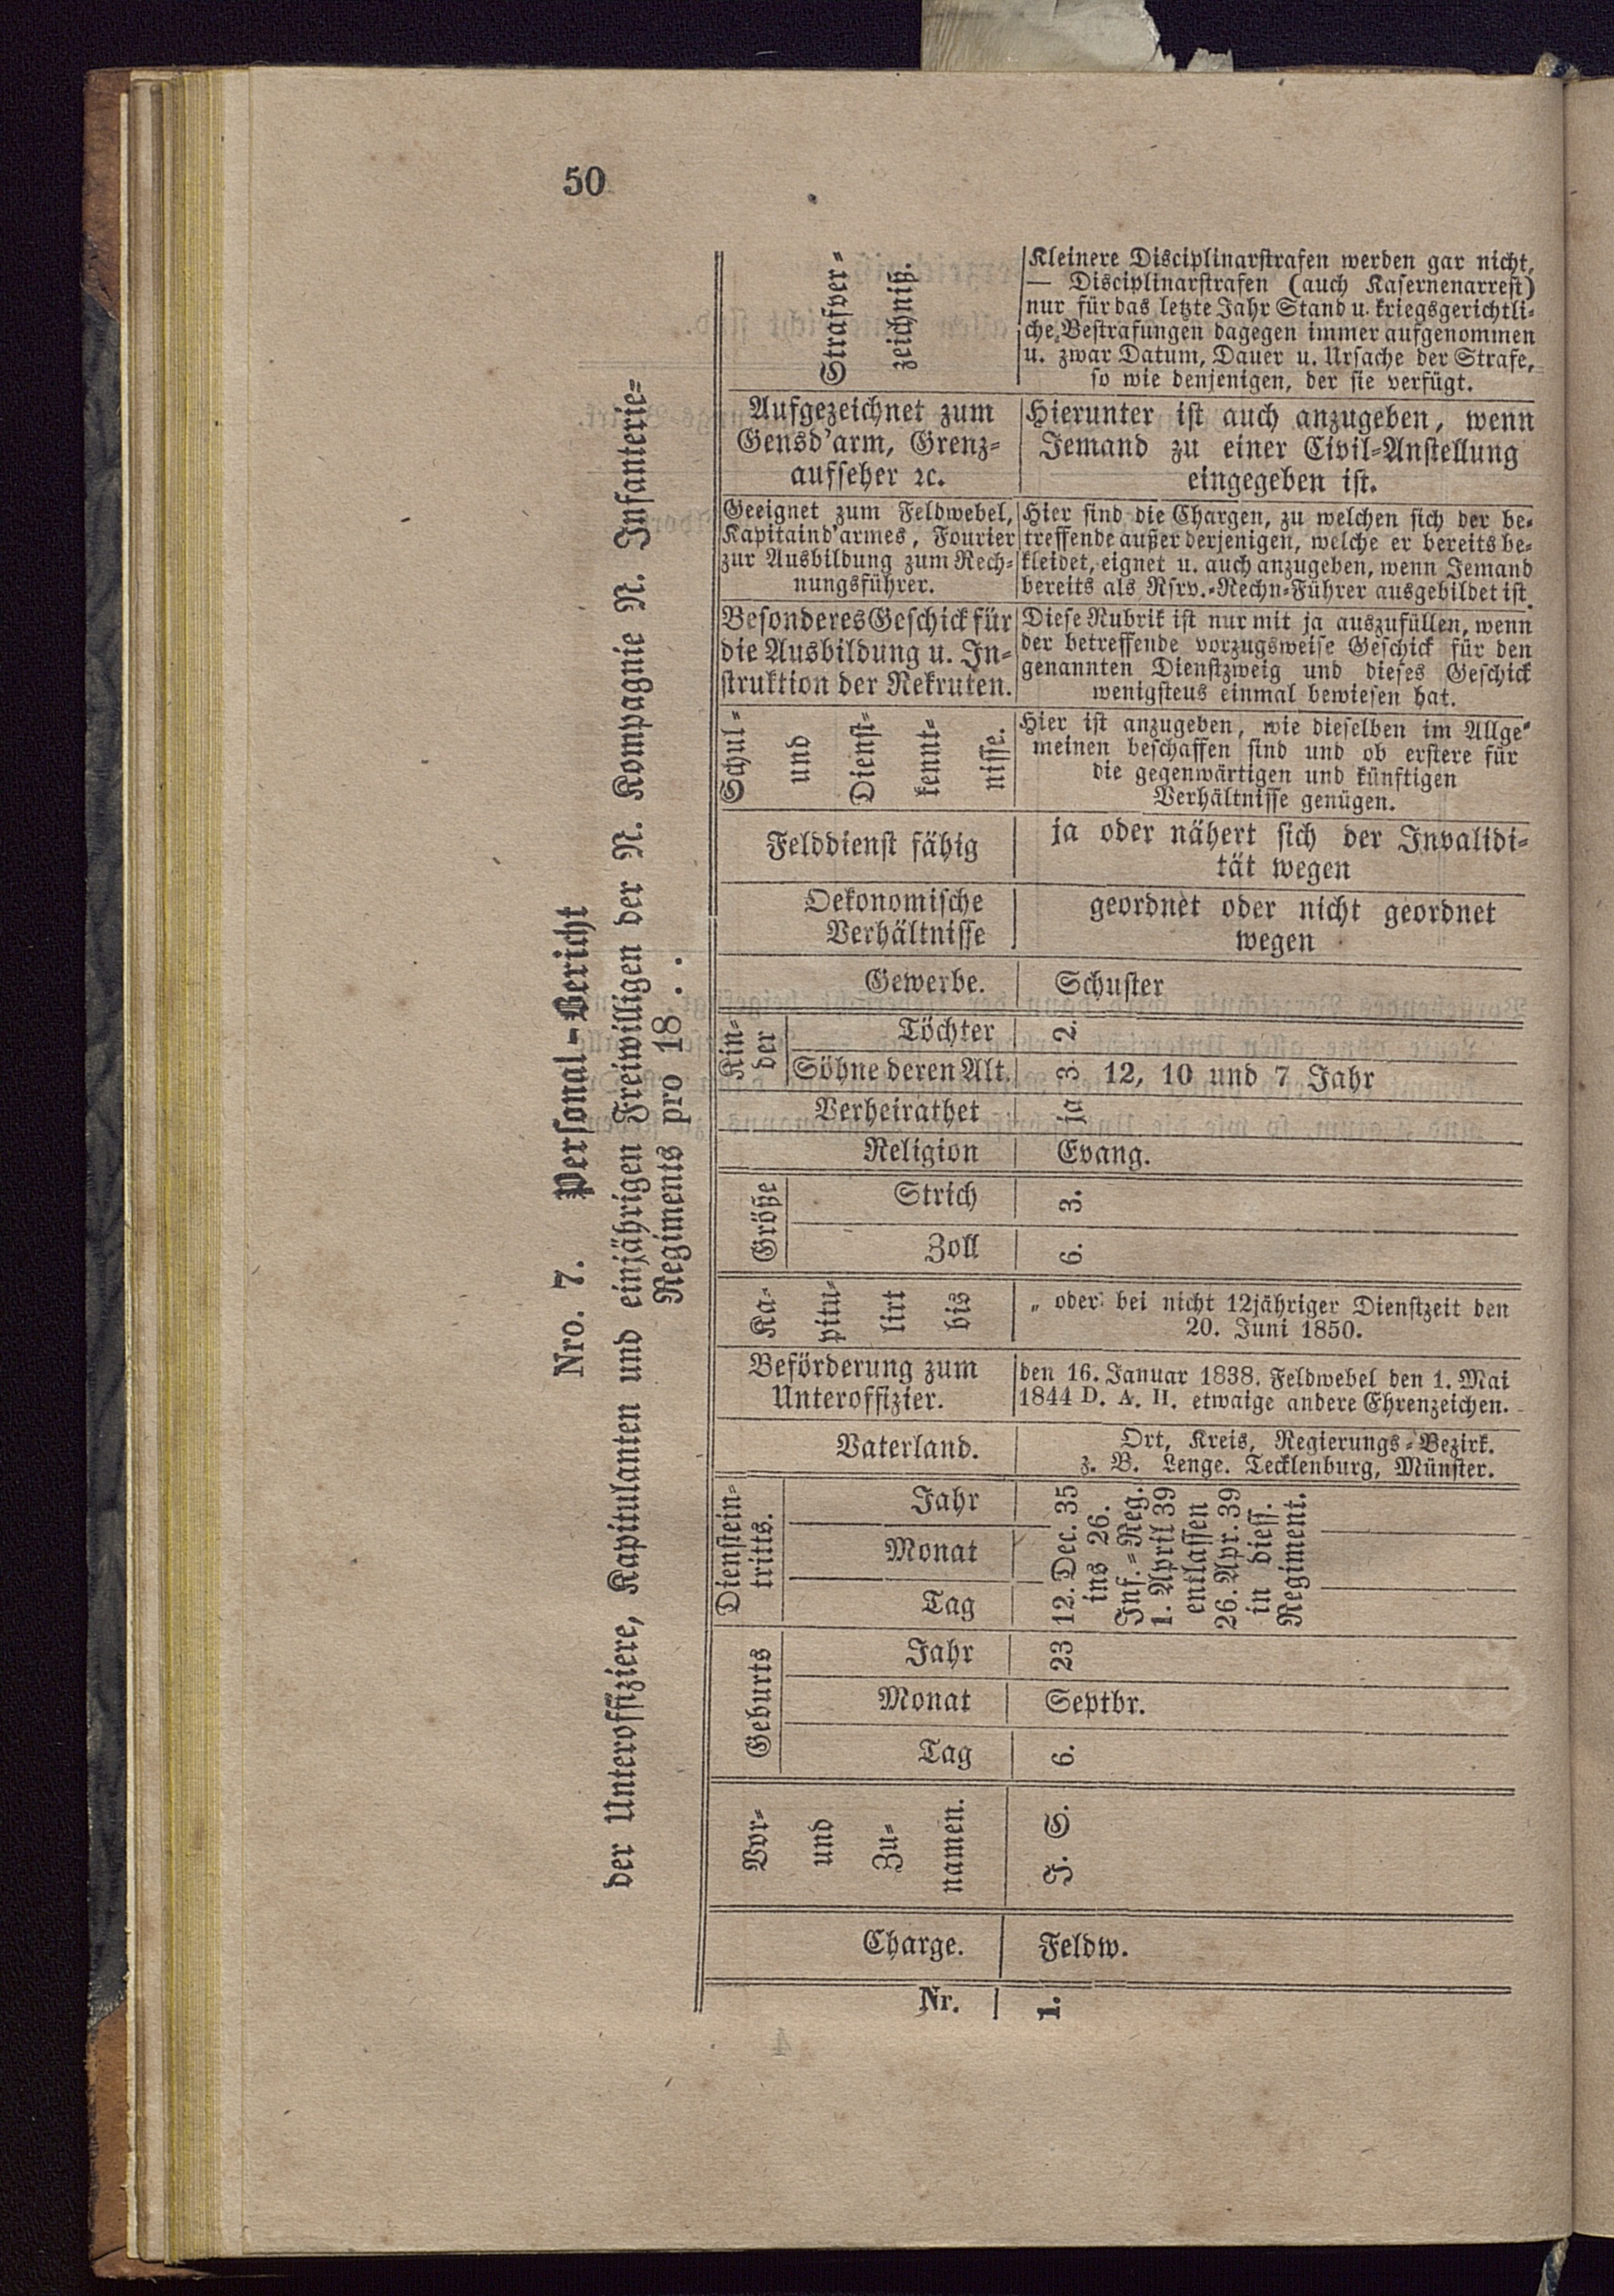 50
Nro. 7. Personal-Bericht
der Unteroffiziere, Kapitulanten und einjährigen Freiwilligen der N. Kompagnie N. Infanterie-
Regiments pro 18 . .
Strafver-
zeichniß.
Kleinere Disciplinarstrafen werden gar nicht,
— Disciplinarstrafen (auch Kasernenarrest)
nur für das letzte Jahr Stand u. kriegsgerichtli-
che Bestrafungen dagegen immer aufgenommen
u. zwar Datum, Dauer u. Ursache der Strafe,
so wie denjenigen, der sie verfügt.
Aufgezeichnet zum
Gensd'arm, Grenz-
aufseher ꝛc.
Hierunter ist auch anzugeben, wenn
Jemand zu einer Civil-Anstellung
eingegeben ist.
Geeignet zum Feldwebel,
Kapitaind'armes, Fourier
zur Ausbildung zum Rech-
nungsführer.
Hier sind die Chargen, zu welchen sich der be-
treffende außer derjenigen, welche er bereits be-
kleidet, eignet u. auch anzugeben, wenn Jemand
bereits als Rsrv.-Rechn-Führer ausgebildet ist.
Besonderes Geschick für
die Ausbildung u. In-
struktion der Rekruten.
Diese Rubrik ist nur mit ja auszufüllen, wenn
der betreffende vorzugsweise Geschick für den
genannten Dienstzweig und dieses Geschick
wenigsteus einmal bewiesen hat.
Schul-
und
Dienst-
kennt-
nisse.
Hier ist anzugeben, wie dieselben im Allge-
meinen beschaffen sind und ob erstere für
die gegenwärtigen und künftigen
Verhältnisse genügen.
Felddienst fähig
ja oder nähert sich der Invalidi-
tät wegen
Oekonomische
Verhältnisse
geordnet oder nicht geordnet
wegen
Gewerbe.
Schuster
Kin-
der
Töchter
2.
Söhne deren Alt.
3 12, 10 und 7 Jahr
Verheirathet
ja
Religion
Evang.
Größe
Strich
3.
Zoll
6.
Ka-
pitu-
lirt
bis
„ oder bei nicht 12jähriger Dienstzeit den
20. Juni 1850.
Beförderung zum
Unteroffizier.
den 16. Januar 1838. Feldwebel den 1. Mai
1844 D. A. II. etwaige andere Ehrenzeichen.
Vaterland.
Ort, Kreis, Regierungs-Bezirk.
z. B. Lenge. Tecklenburg, Münster.
Dienstein-
tritts.
Jahr
Monat
Tag
12. Dec. 35
ins 26.
Inf.-Reg.
1. April 39
entlassen
26. Apr. 39
in diess.
Regiment.
Geburts
Jahr
23
Monat
Septbr.
Tag
6.
Vor-
und
Zu-
namen.
J. G.
Charge.
Feldw.
Nr.
1.